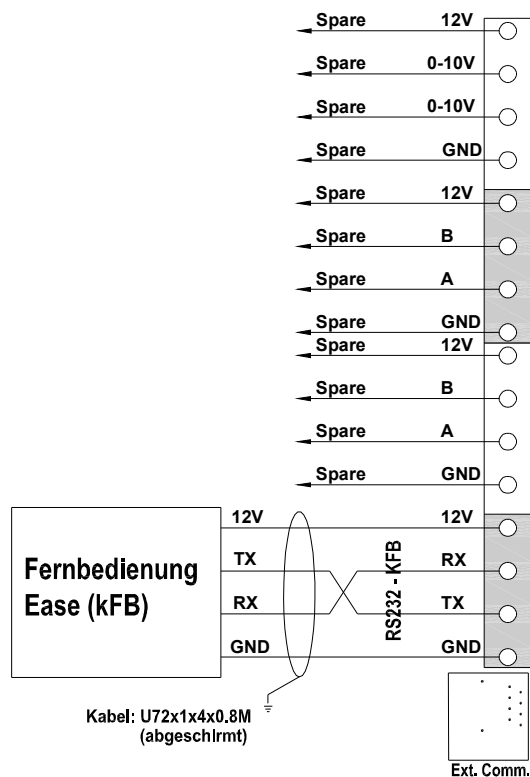 Spare 12V
Spare 0-10V
Spare 0-10V
Spare GND
Spare 12V
Spare B
Spare A
Spare GND
Spare 12V
Spare B
Spare A
Spare GND
12V 12V
Fernbedienung
Ease (kFB)
TX RX
RX TX
GND GND
RS232 - KFB
Kabel: U72x1x4x0.8M
(abgeschirmt)
Ext. Comm.